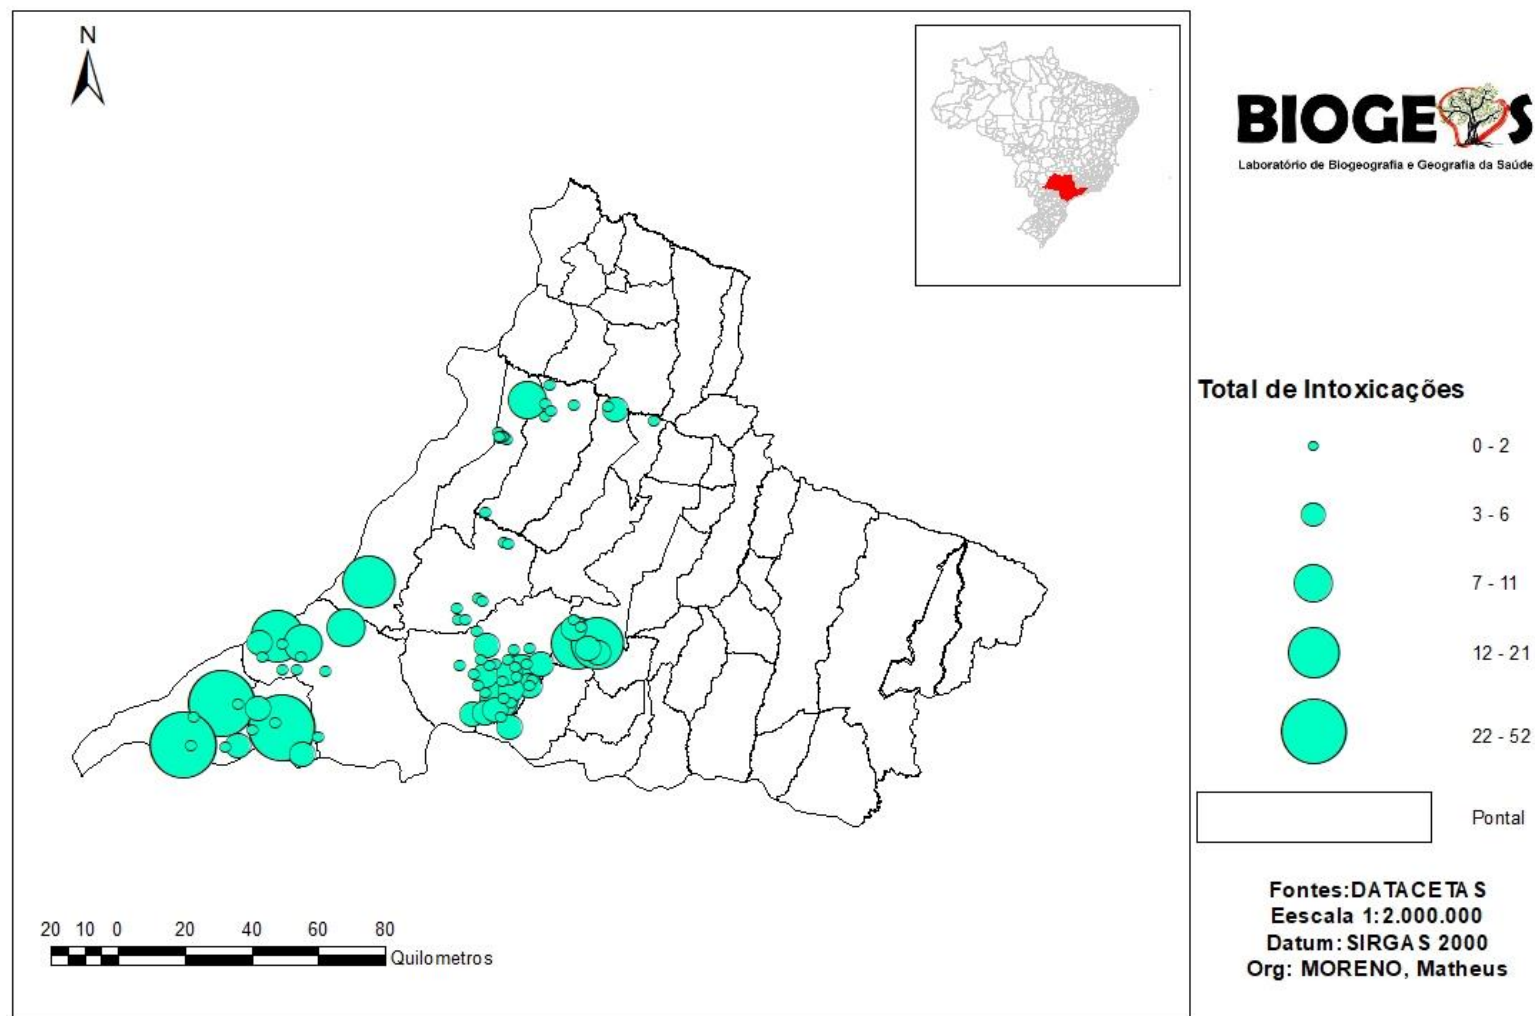 N
BIOGEOS
Laboratório de Biogeografia e Geografia da Saúde
Total de Intoxicações
0 - 2
3 - 6
7 - 11
12 - 21
22 - 52
Pontal
Fontes:DATACETAS
Eescala 1:2.000.000
Datum: SIRGAS 2000
Org: MORENO, Matheus
20 10 0 20 40 60 80
Quilometros